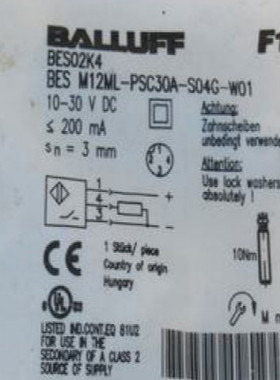 BALLUFF
BES02K4
BES M12ML-PSC30A-S04G-W01
10-30 V DC
≤ 200 mA
sn = 3 mm
Achtung:
Zahnscheiben
unbedingt
Attention:
Use lock washers
absolutely !
1
4
3
+
-
CE
1 Stück/ piece
Country of origin
Hungary
10Nm
UL
LISTED IND.CONT.EQ 81U2
FOR USE IN THE
SECONDARY OF A CLASS 2
SOURCE OF SUPPLY